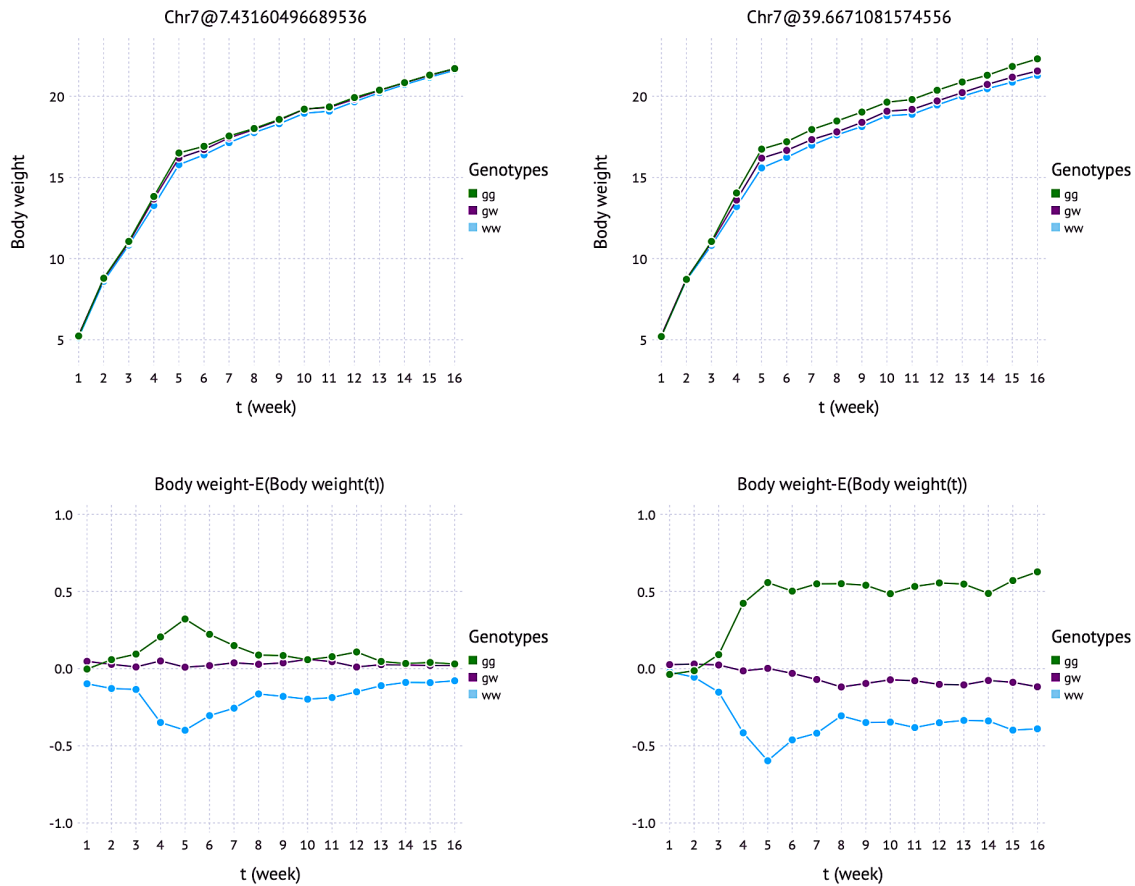 Chr7@7.43160496689536
Body weight
20
15
10
5
1 2 3 4 5 6 7 8 9 10 11 12 13 14 15 16
t (week)
Genotypes
gg
gw
ww
Chr7@39.6671081574556
Body weight
20
15
10
5
1 2 3 4 5 6 7 8 9 10 11 12 13 14 15 16
t (week)
Genotypes
gg
gw
ww
Body weight-E(Body weight(t))
1.0
0.5
0.0
-0.5
-1.0
1 2 3 4 5 6 7 8 9 10 11 12 13 14 15 16
t (week)
Genotypes
gg
gw
ww
Body weight-E(Body weight(t))
1.0
0.5
0.0
-0.5
-1.0
1 2 3 4 5 6 7 8 9 10 11 12 13 14 15 16
t (week)
Genotypes
gg
gw
ww